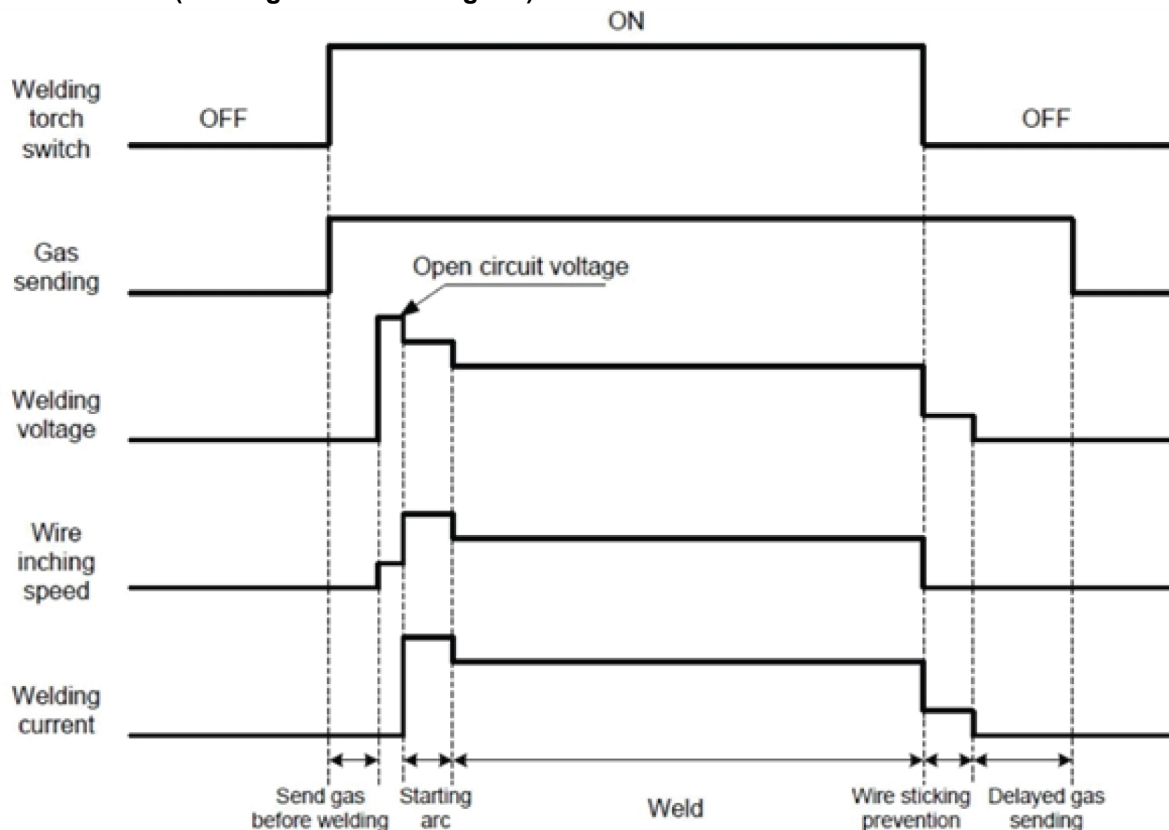 ON
Welding
torch
switch
OFF
OFF
Gas
sending
Open circuit voltage
Welding
voltage
Wire
inching
speed
Welding
current
Send gas
before welding
Starting
arc
Weld
Wire sticking
prevention
Delayed gas
sending